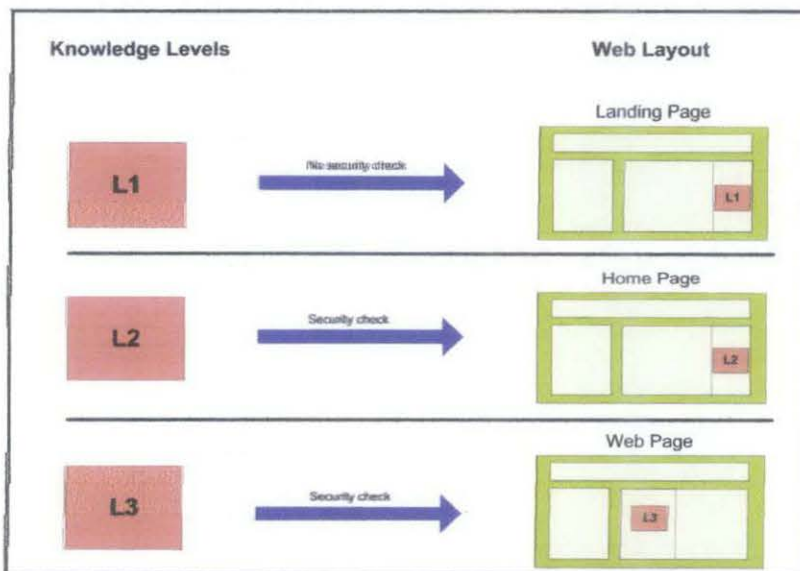 Knowledge Levels
Web Layout
Landing Page
L1
No security check
L1
Home Page
L2
Security check
L2
Web Page
L3
Security check
L3